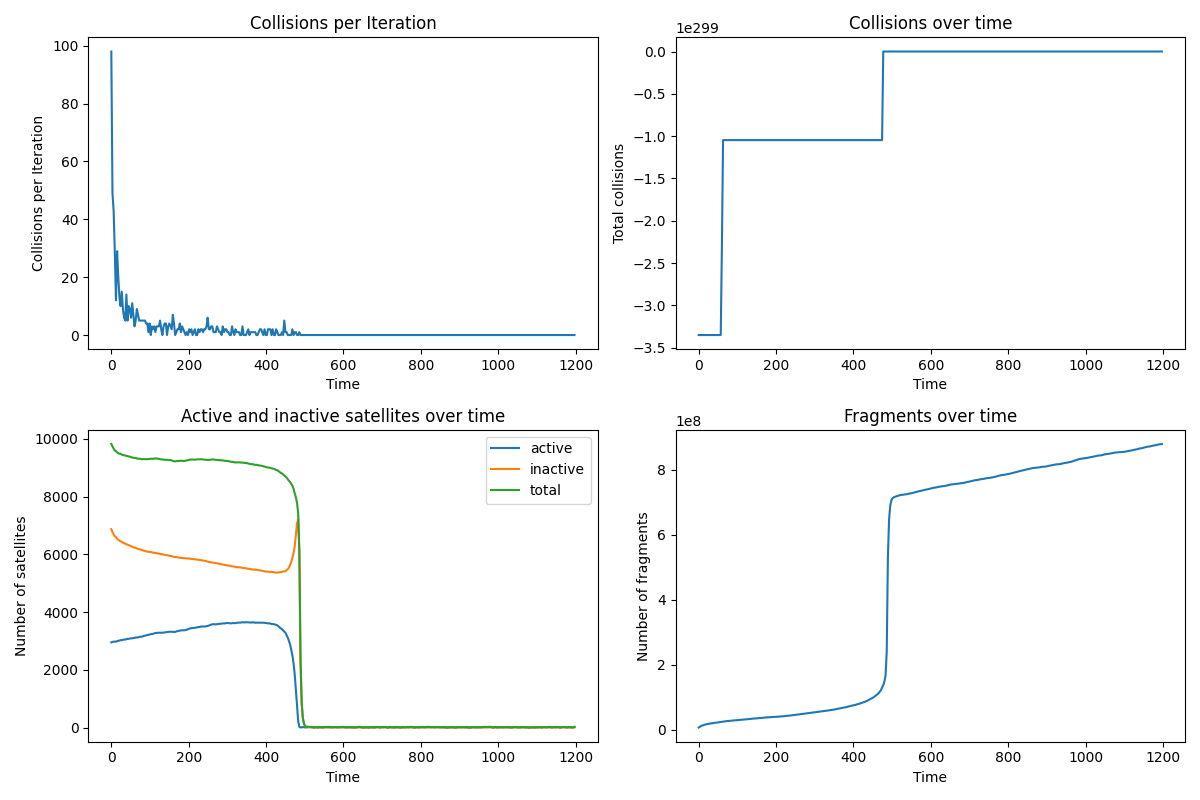 Collisions per Iteration
100
80
60
40
20
0
Collisions per Iteration
0 200 400 600 800 1000 1200
Time
Collisions over time
1e299
0.0
−0.5
−1.0
−1.5
−2.0
−2.5
−3.0
−3.5
Total collisions
0 200 400 600 800 1000 1200
Time
Active and inactive satellites over time
10000
8000
6000
4000
2000
0
Number of satellites
active
inactive
total
0 200 400 600 800 1000 1200
Time
Fragments over time
1e8
8
6
4
2
0
Number of fragments
0 200 400 600 800 1000 1200
Time